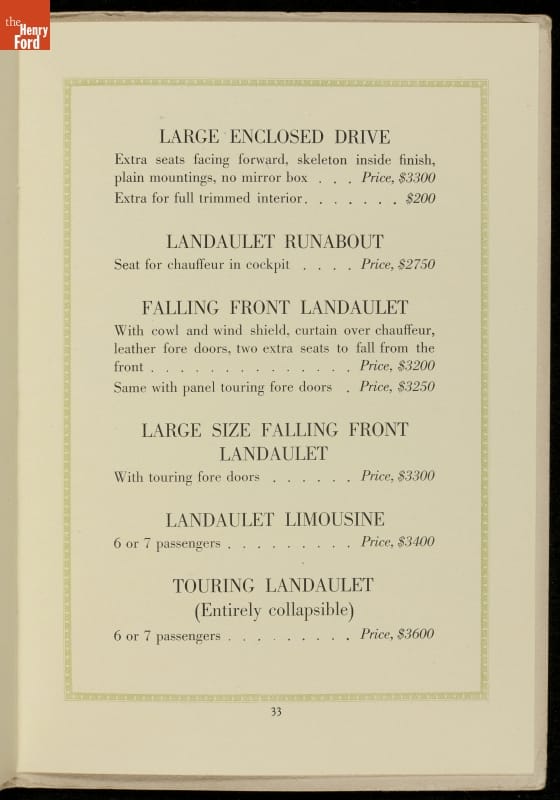 the
Henry
Ford
LARGE ENCLOSED DRIVE
Extra seats facing forward, skeleton inside finish,
plain mountings, no mirror box . . . Price, $3300
Extra for full trimmed interior. . . . . . . $200
LANDAULET RUNABOUT
Seat for chauffeur in cockpit . . . . Price, $2750
FALLING FRONT LANDAULET
With cowl and wind shield, curtain over chauffeur,
leather fore doors, two extra seats to fall from the
front . . . . . . . . . . . . . . Price, $3200
Same with panel touring fore doors . Price, $3250
LARGE SIZE FALLING FRONT
LANDAULET
With touring fore doors . . . . . . Price, $3300
LANDAULET LIMOUSINE
6 or 7 passengers . . . . . . . . . Price, $3400
TOURING LANDAULET
(Entirely collapsible)
6 or 7 passengers . . . . . . . . . Price, $3600
33